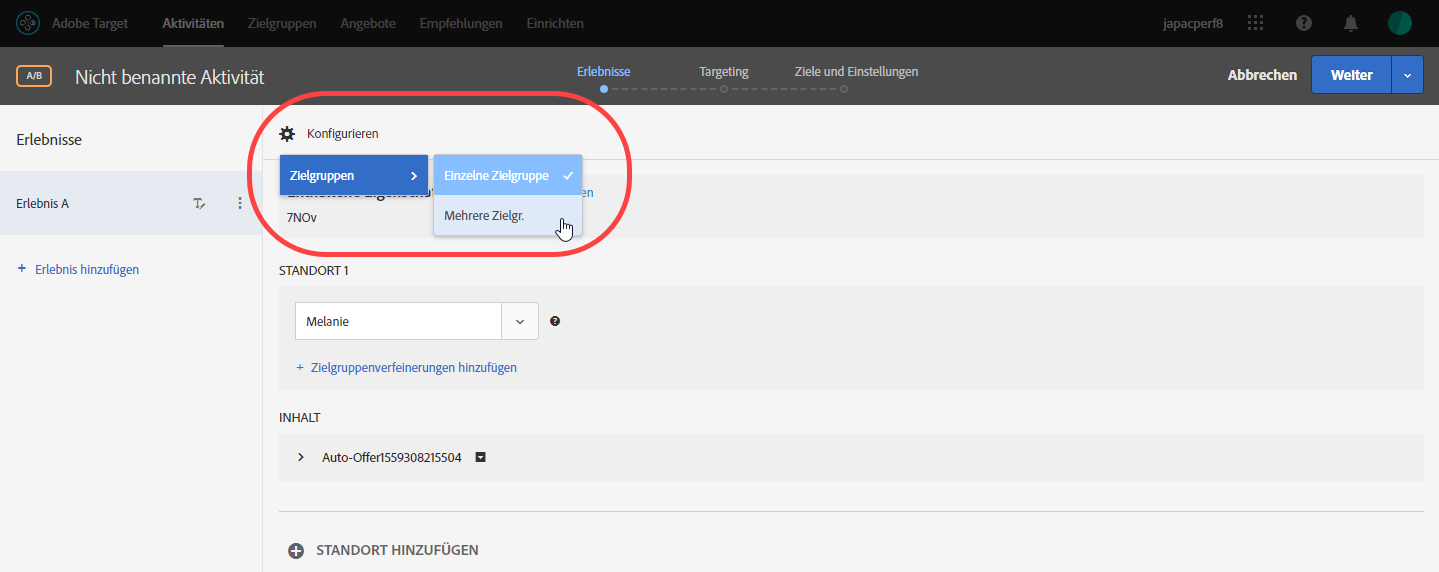 Adobe Target
Aktivitäten
Zielgruppen
Angebote
Empfehlungen
Einrichten
japacperf8
A/B
Nicht benannte Aktivität
Erlebnisse
Targeting
Ziele und Einstellungen
Abbrechen
Weiter
Erlebnisse
Konfigurieren
Zielgruppen
Einzelne Zielgruppe
Mehrere Zielgr.
7NOv
Erlebnis A
+ Erlebnis hinzufügen
STANDORT 1
Melanie
+ Zielgruppenverfeinerungen hinzufügen
INHALT
Auto-Offer1559308215504
STANDORT HINZUFÜGEN